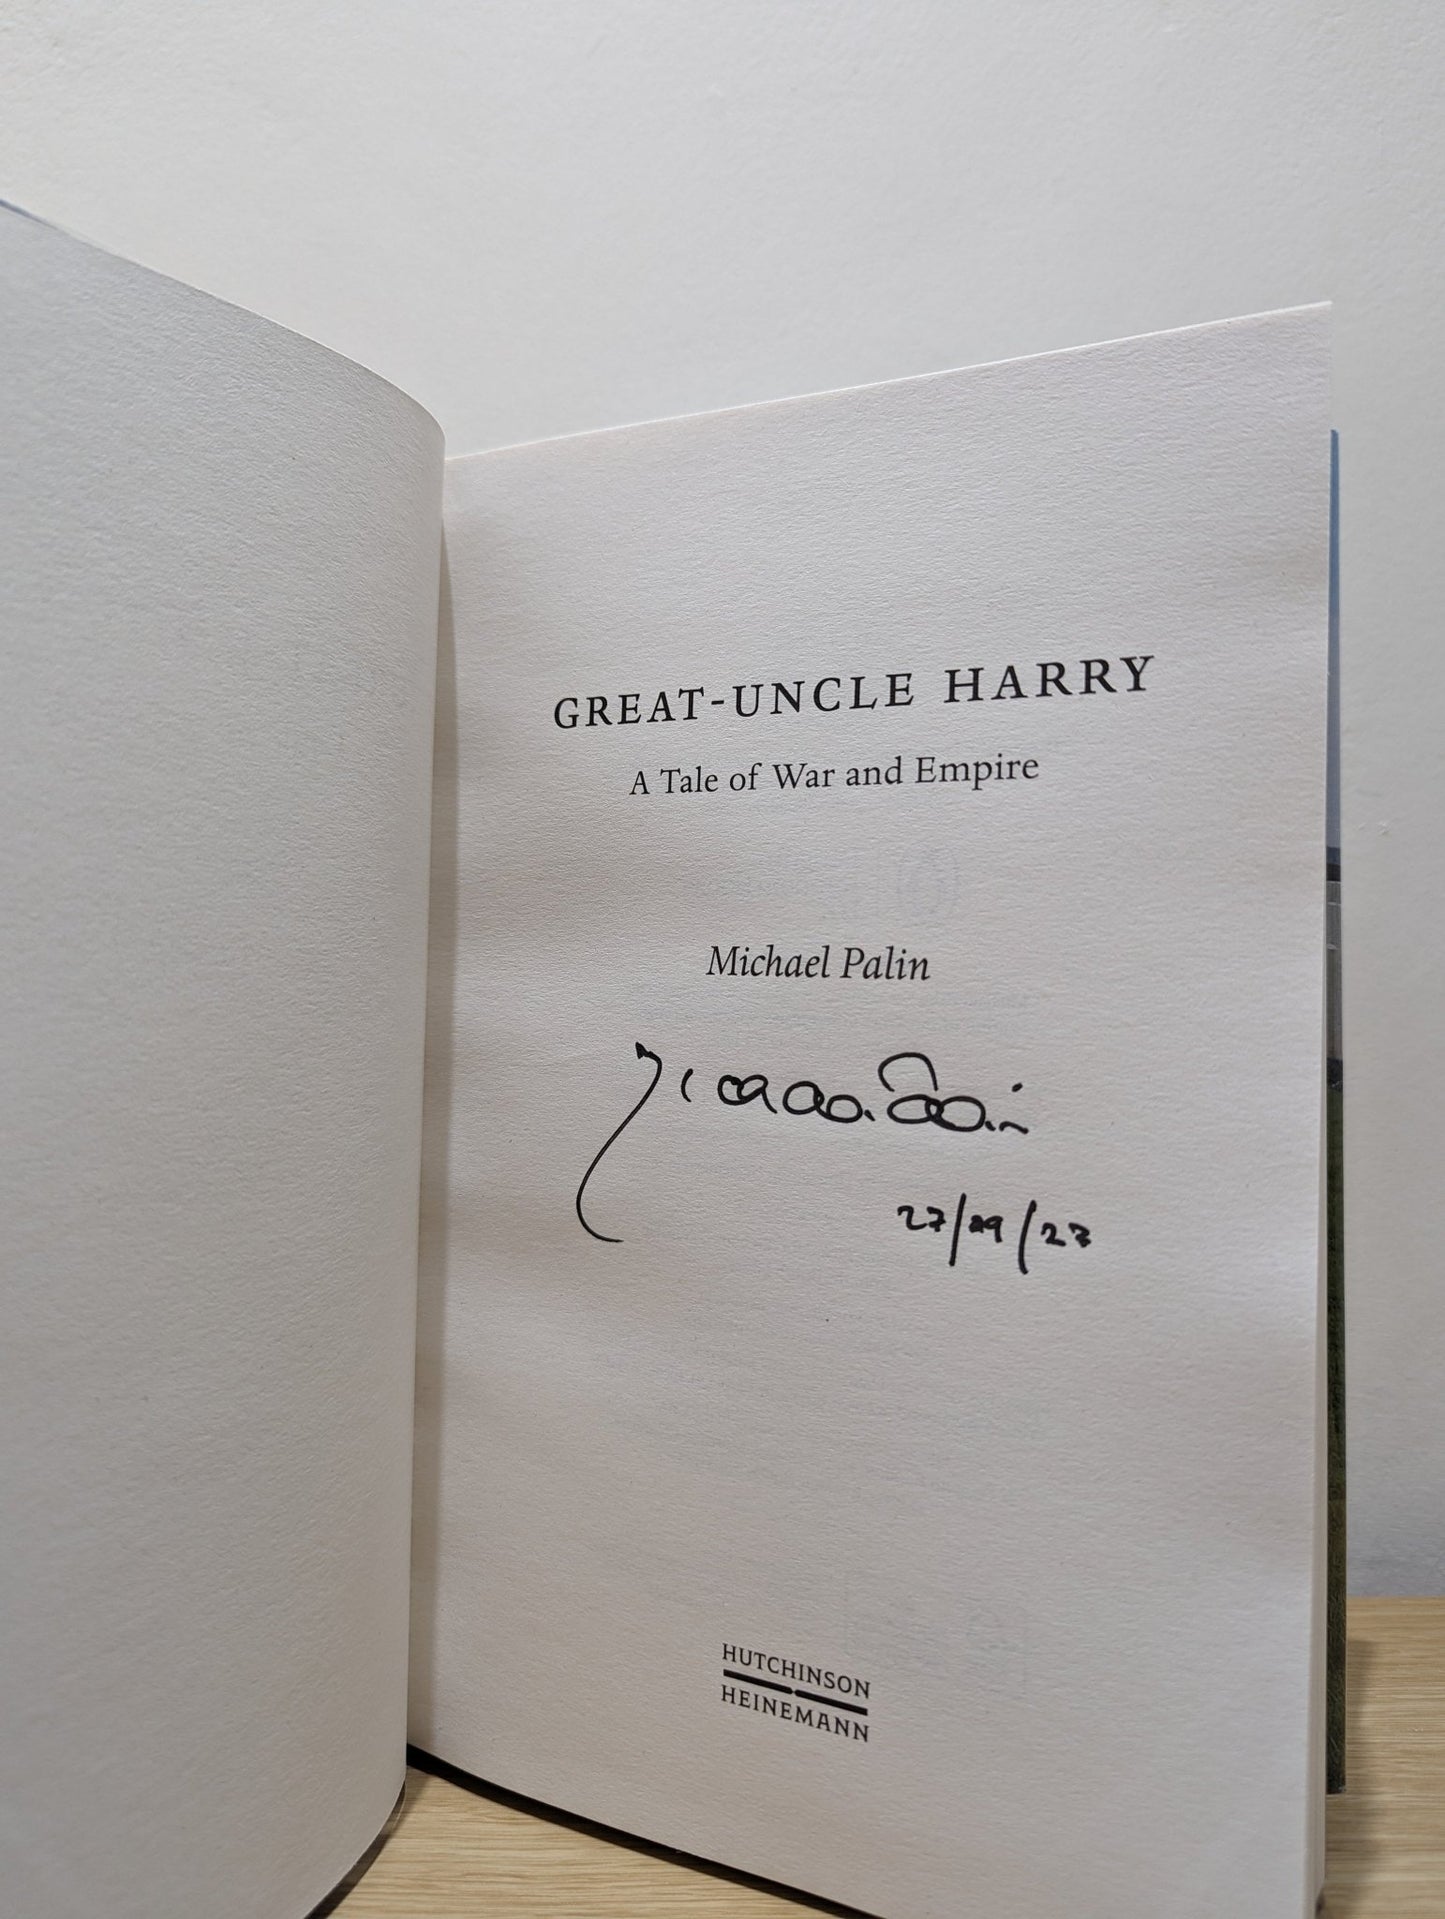 GREAT-UNCLE HARRY
A Tale of War and Empire
Michael Palin
27/09/23
HUTCHINSON
HEINEMANN